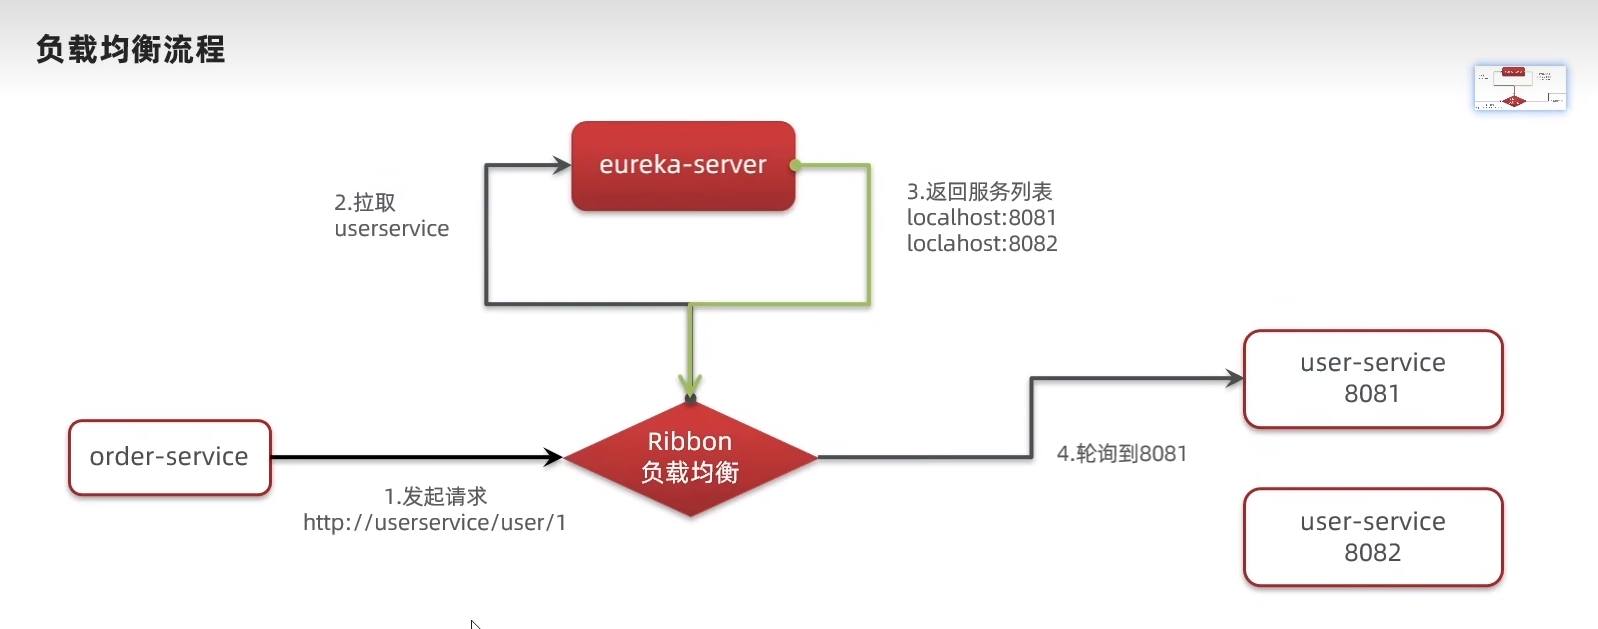 负载均衡流程
eureka-server
2.拉取
userservice
3.返回服务列表
localhost:8081
loclahost:8082
user-service
8081
order-service
Ribbon
负载均衡
4.轮询到8081
1.发起请求
http://userservice/user/1
user-service
8082